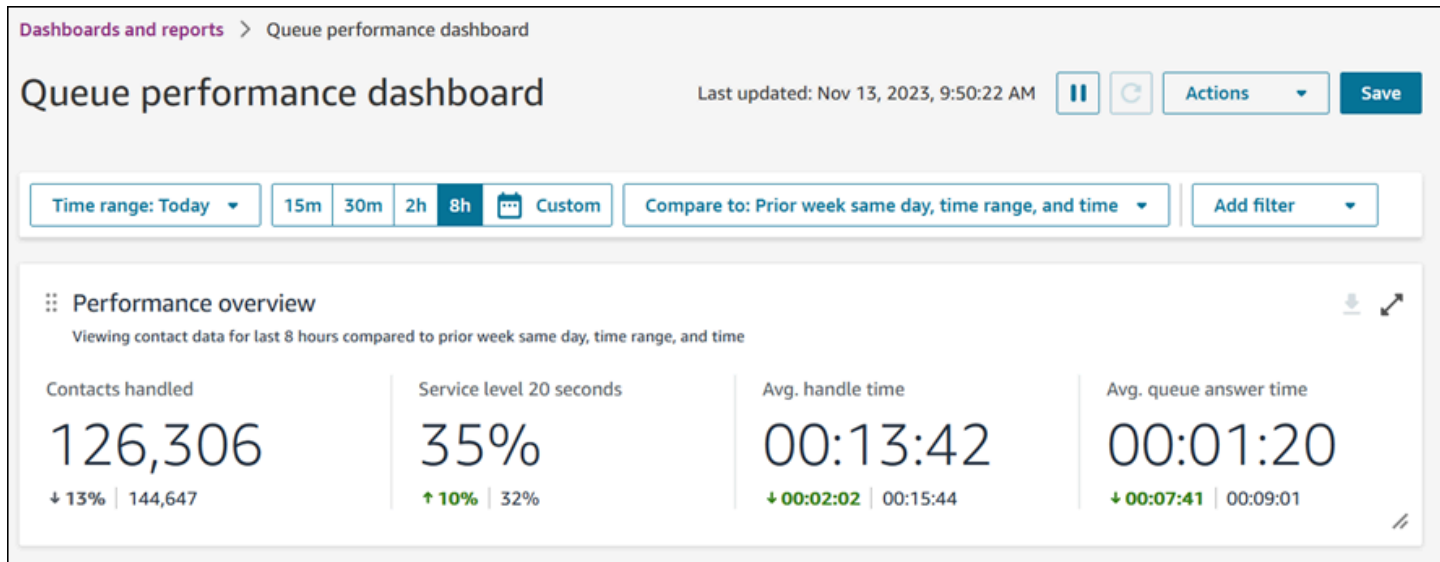 Dashboards and reports > Queue performance dashboard
Queue performance dashboard
Last updated: Nov 13, 2023, 9:50:22 AM
Actions
Save
Time range: Today
15m
30m
2h
8h
Custom
Compare to: Prior week same day, time range, and time
Add filter
Performance overview
Viewing contact data for last 8 hours compared to prior week same day, time range, and time
Contacts handled
126,306
↓13% | 144,647
Service level 20 seconds
35%
↑10% | 32%
Avg. handle time
00:13:42
↓00:02:02 | 00:15:44
Avg. queue answer time
00:01:20
↓00:07:41 | 00:09:01